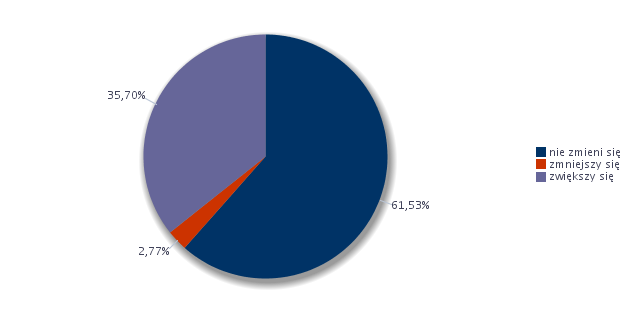 35,70%
nie zmieni się
zmniejszy się
zwiększy się
61,53%
2,77%